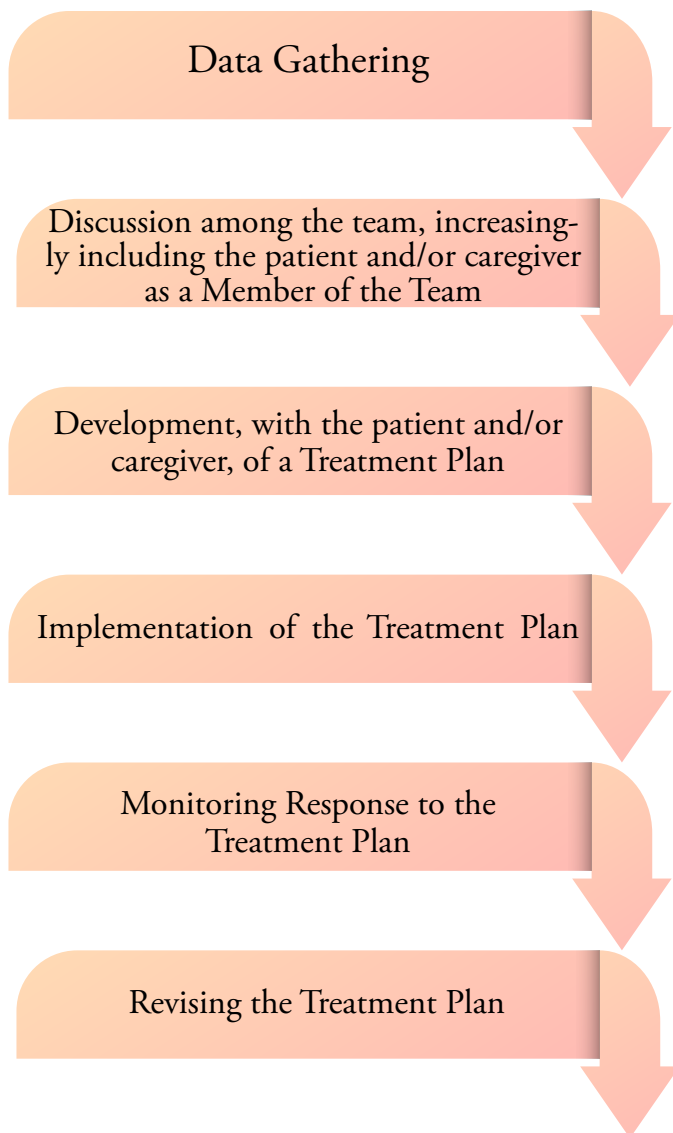 Data Gathering
Discussion among the team, increasing-
ly including the patient and/or caregiver
as a Member of the Team
Development, with the patient and/or
caregiver, of a Treatment Plan
Implementation of the Treatment Plan
Monitoring Response to the
Treatment Plan
Revising the Treatment Plan